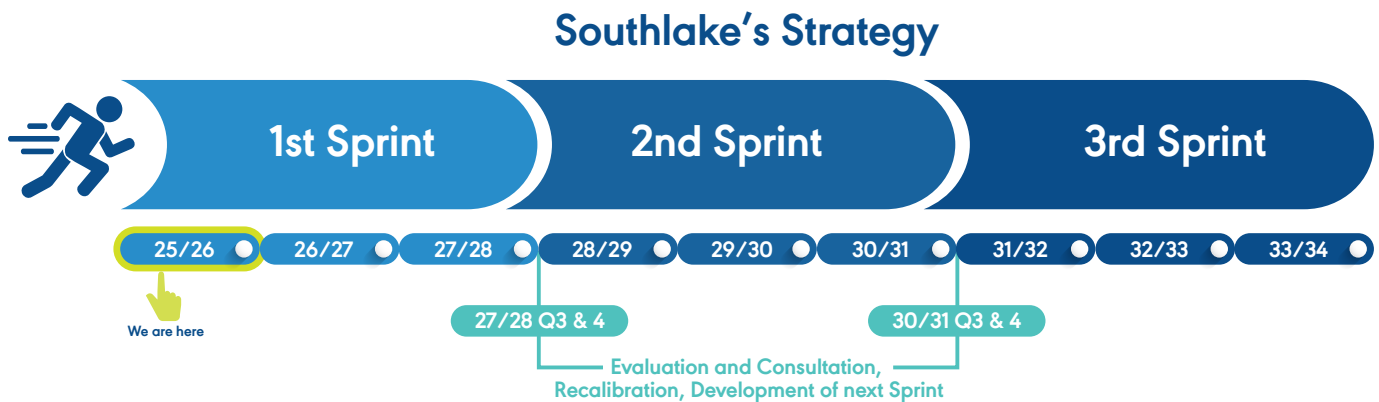 Southlake’s Strategy
1st Sprint
2nd Sprint
3rd Sprint
25/26
26/27
27/28
28/29
29/30
30/31
31/32
32/33
33/34
We are here
27/28 Q3 & 4
30/31 Q3 & 4
Evaluation and Consultation,
Recalibration, Development of next Sprint